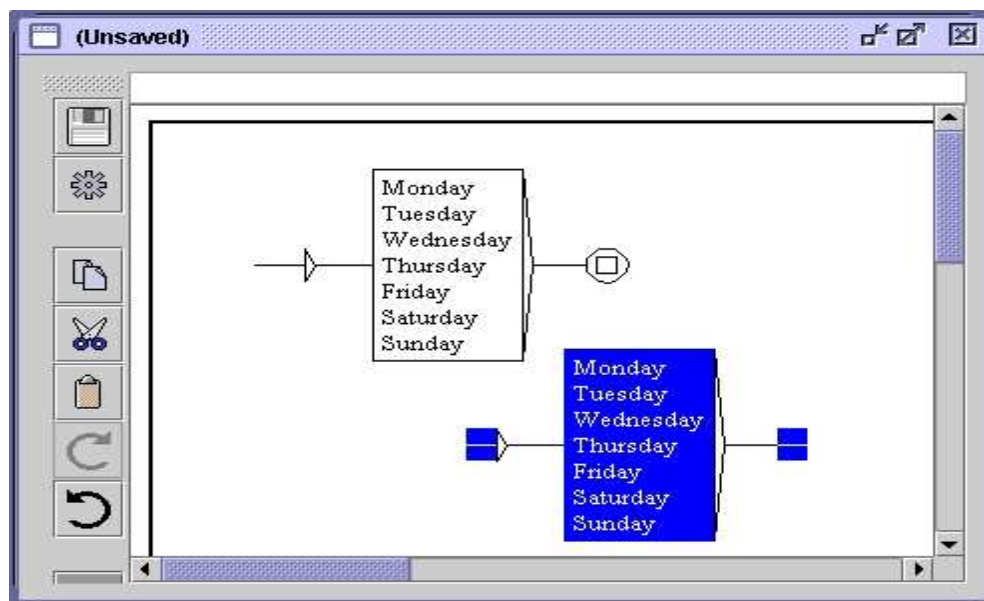 (Unsaved)
Monday
Tuesday
Wednesday
Thursday
Friday
Saturday
Sunday
Monday
Tuesday
Wednesday
Thursday
Friday
Saturday
Sunday